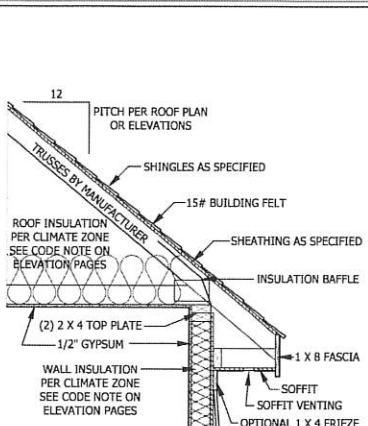 12
PITCH PER ROOF PLAN
OR ELEVATIONS
TRUSSES BY MANUFACTURER
SHINGLES AS SPECIFIED
15# BUILDING FELT
ROOF INSULATION
PER CLIMATE ZONE
SEE CODE NOTE ON
ELEVATION PAGES
SHEATHING AS SPECIFIED
INSULATION BAFFLE
(2) 2 X 4 TOP PLATE
1/2" GYPSUM
1 X 8 FASCIA
WALL INSULATION
PER CLIMATE ZONE
SEE CODE NOTE ON
ELEVATION PAGES
SOFFIT
SOFFIT VENTING
OPTIONAL 1 X 4 FRIEZE